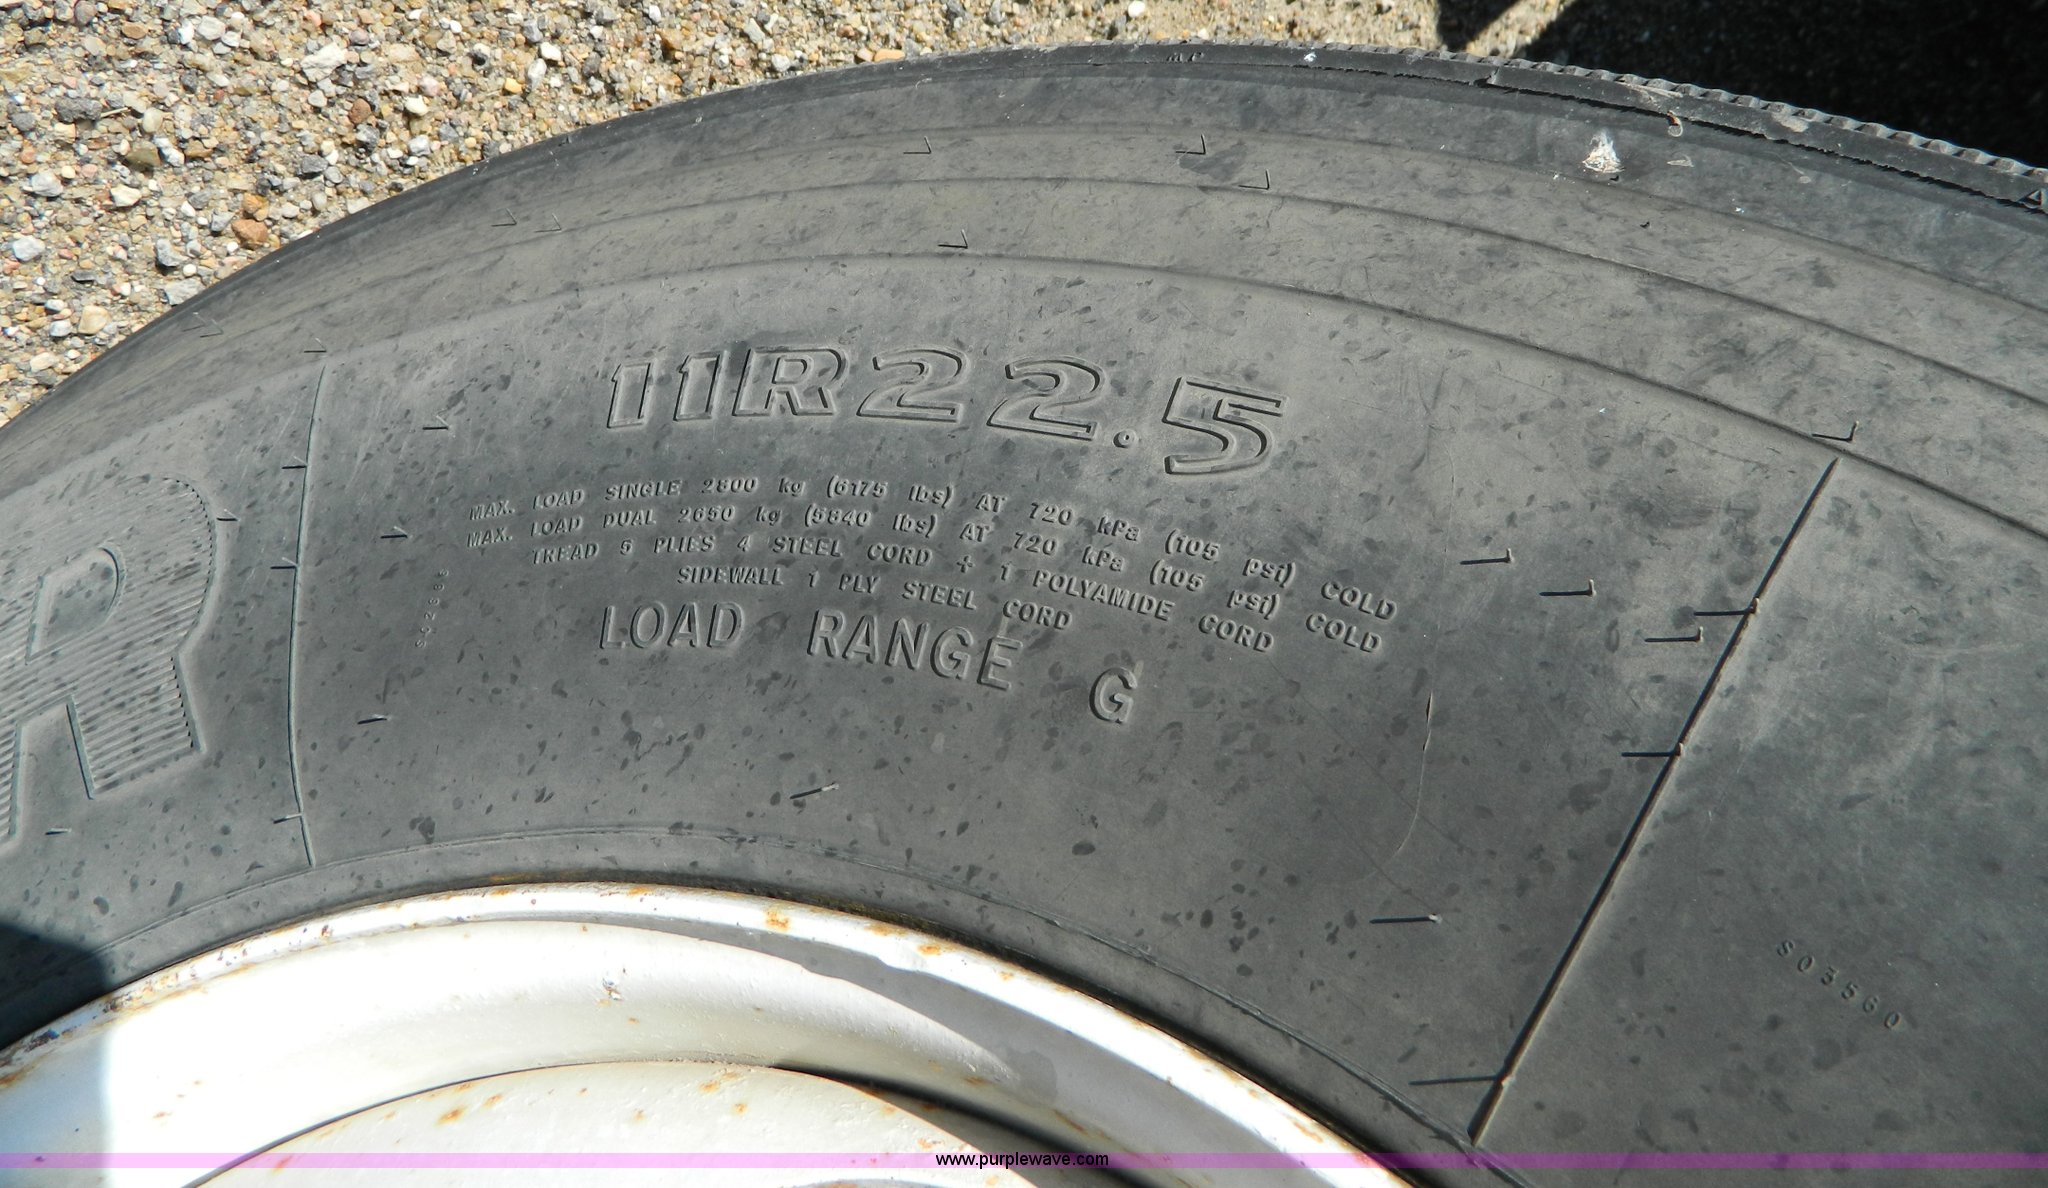 11R22.5
MAX. LOAD SINGLE 2800 kg (6175 lbs) AT 720 kPa (105 psi) COLD
MAX. LOAD DUAL 2650 kg (5840 lbs) AT 720 kPa (105 psi) COLD
TREAD 5 PLIES 4 STEEL CORD + 1 POLYAMIDE CORD
SIDEWALL 1 PLY STEEL CORD
LOAD RANGE G
R
S03560
www.purplewave.com